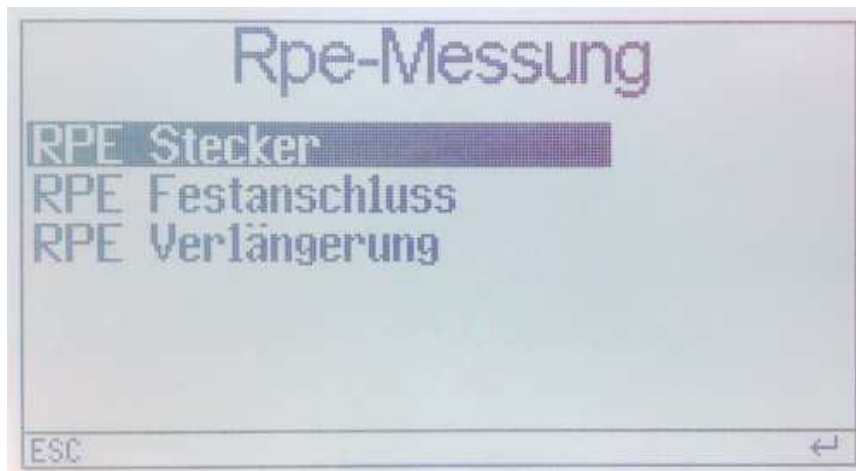 Rpe-Messung
RPE Stecker
RPE Festanschluss
RPE Verlängerung
ESC ↵